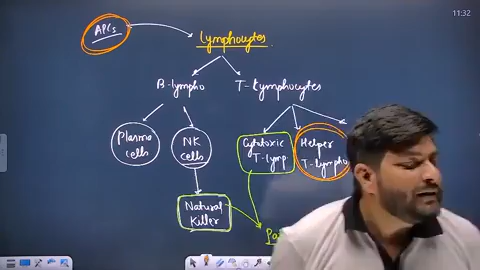 11:32
APCs
Lymphocytes
B-lympho
T-Lymphocytes
Plasma
cells
NK
cells
Cytotoxic
T-lymp.
Helper
T-lympho
Natural
Killer